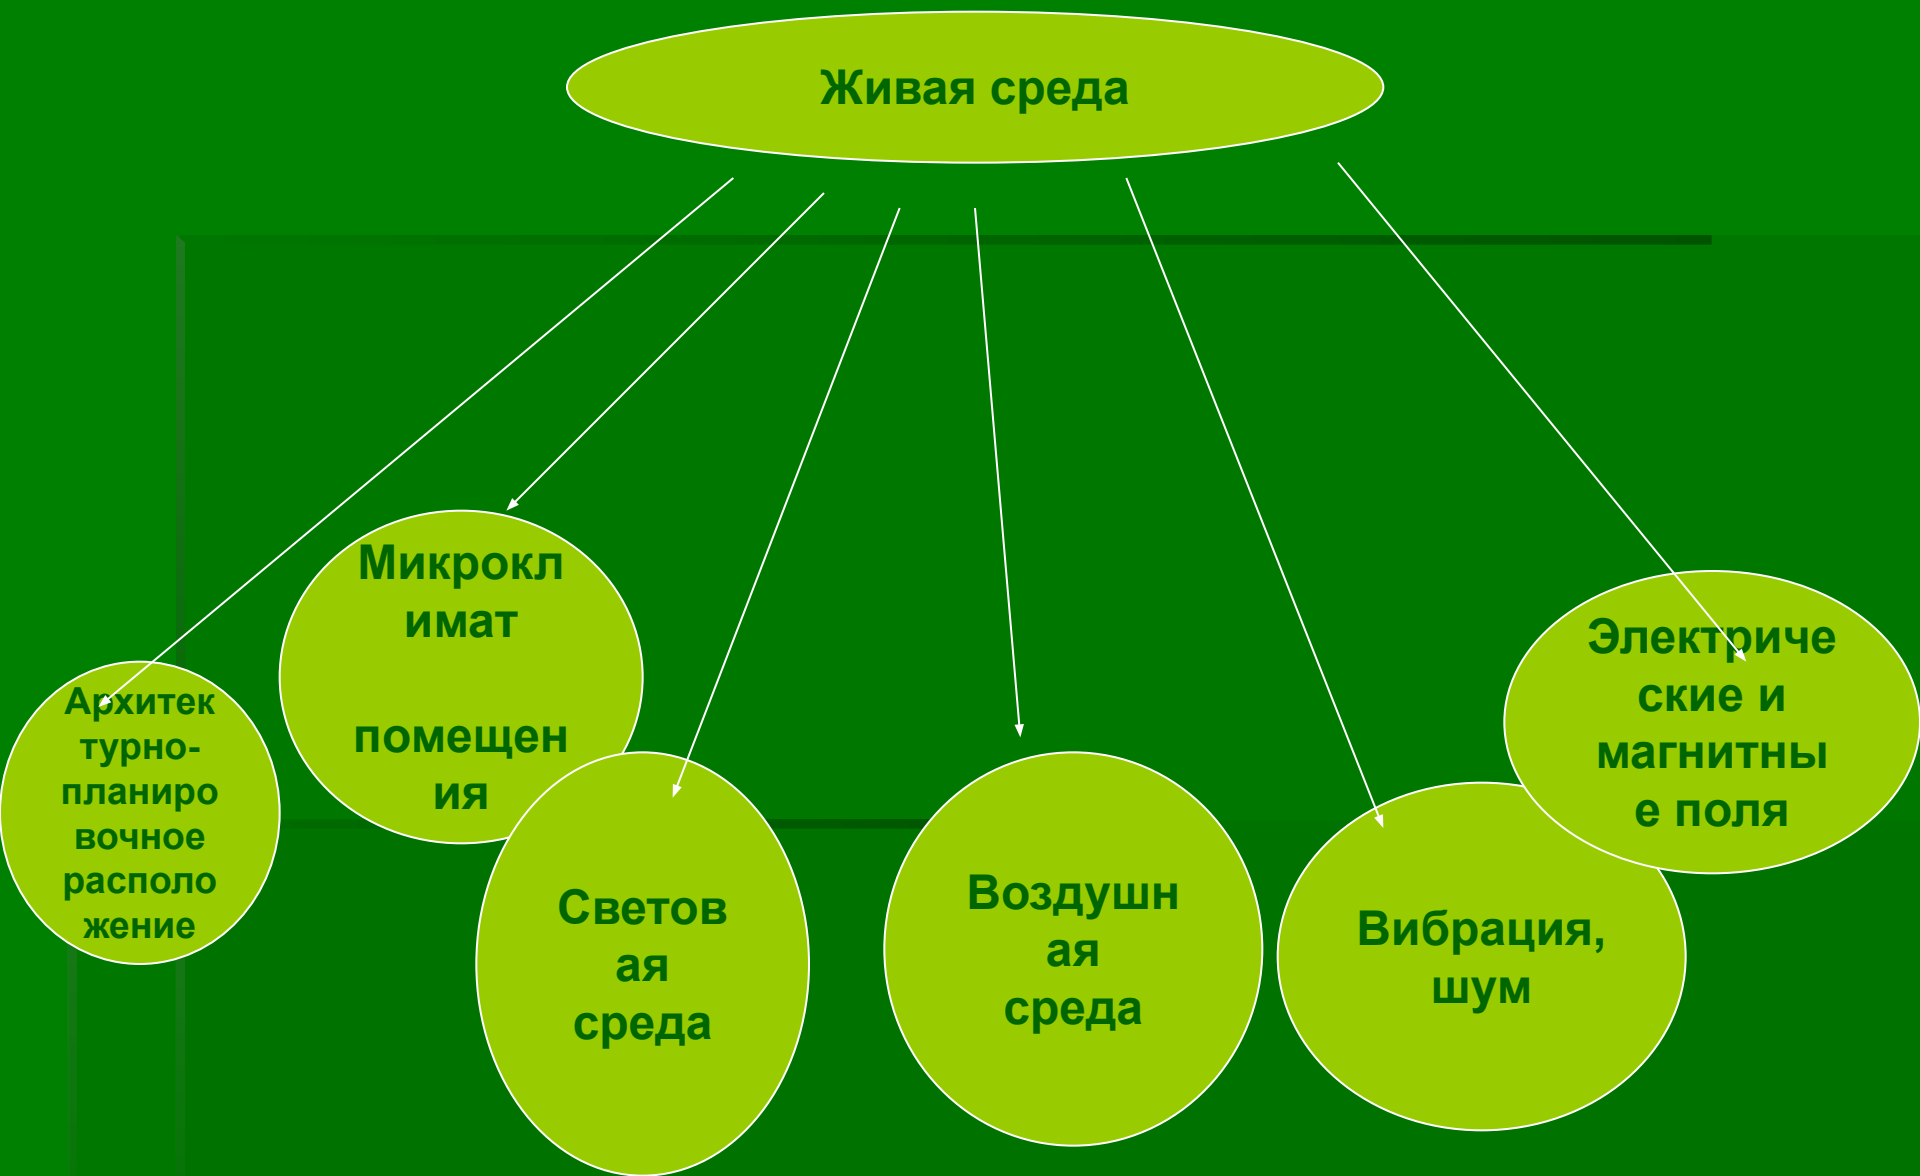 Живая среда
Архитек
турно-
планиро
вочное
располо
жение
Микрокл
имат
помещен
ия
Светов
ая
среда
Воздушн
ая
среда
Вибрация,
шум
Электриче
ские и
магнитны
е поля